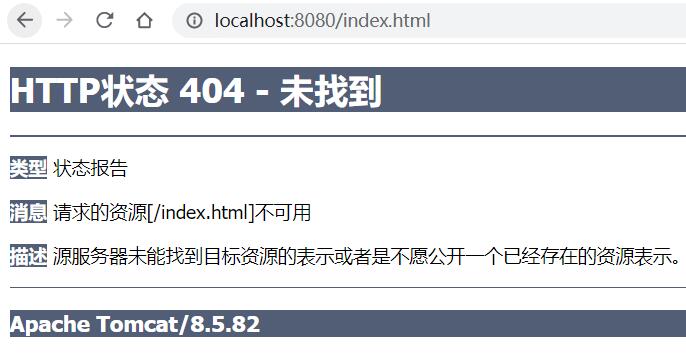 localhost:8080/index.html
HTTP状态 404 - 未找到
类型 状态报告
消息 请求的资源[/index.html]不可用
描述 源服务器未能找到目标资源的表示或者是不愿公开一个已经存在的资源表示。
Apache Tomcat/8.5.82